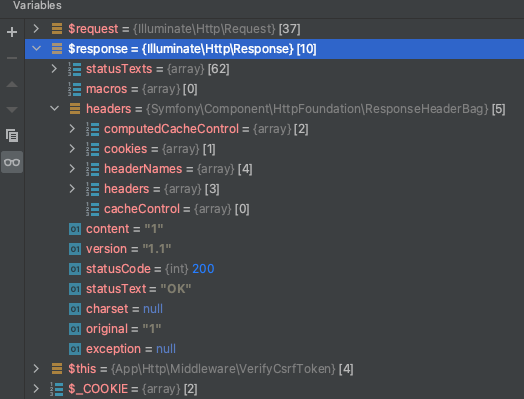 Variables
$request = {Illuminate\Http\Request} [37]
$response = {Illuminate\Http\Response} [10]
statusTexts = {array} [62]
macros = {array} [0]
headers = {Symfony\Component\HttpFoundation\ResponseHeaderBag} [5]
computedCacheControl = {array} [2]
cookies = {array} [1]
headerNames = {array} [4]
headers = {array} [3]
cacheControl = {array} [0]
content = "1"
version = "1.1"
statusCode = {int} 200
statusText = "OK"
charset = null
original = "1"
exception = null
$this = {App\Http\Middleware\VerifyCsrfToken} [4]
$_COOKIE = {array} [2]